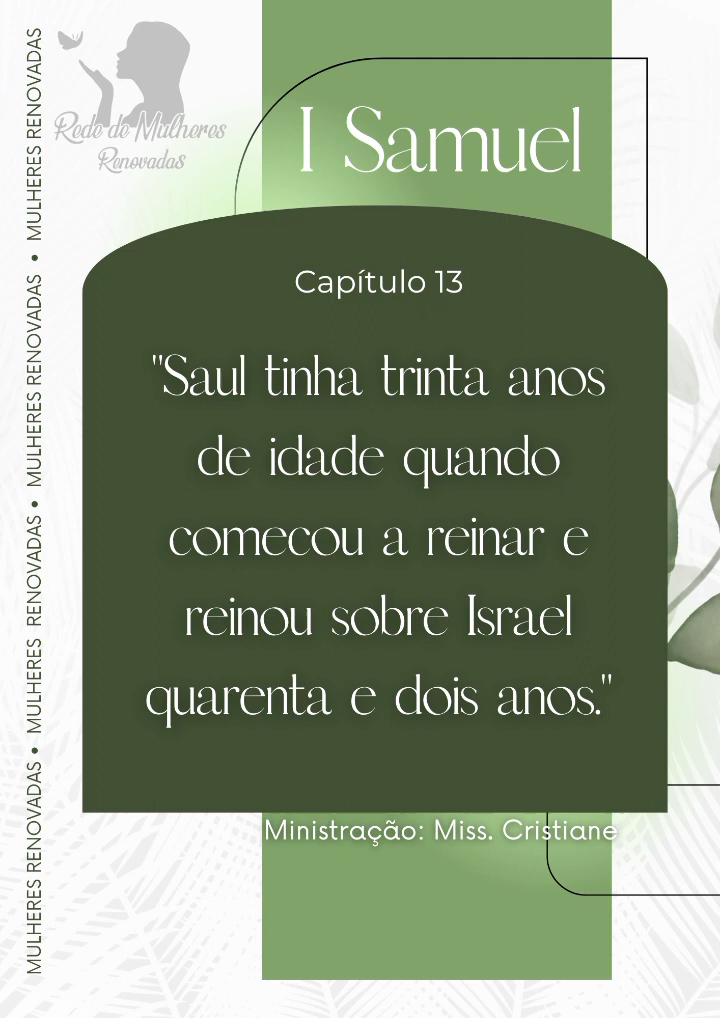 Rede de Mulheres
Renovadas
I Samuel
Capítulo 13
"Saul tinha trinta anos
de idade quando
comecou a reinar e
reinou sobre Israel
quarenta e dois anos."
Ministração: Miss. Cristiane
MULHERES RENOVADAS • MULHERES RENOVADAS • MULHERES RENOVADAS • MULHERES RENOVADAS